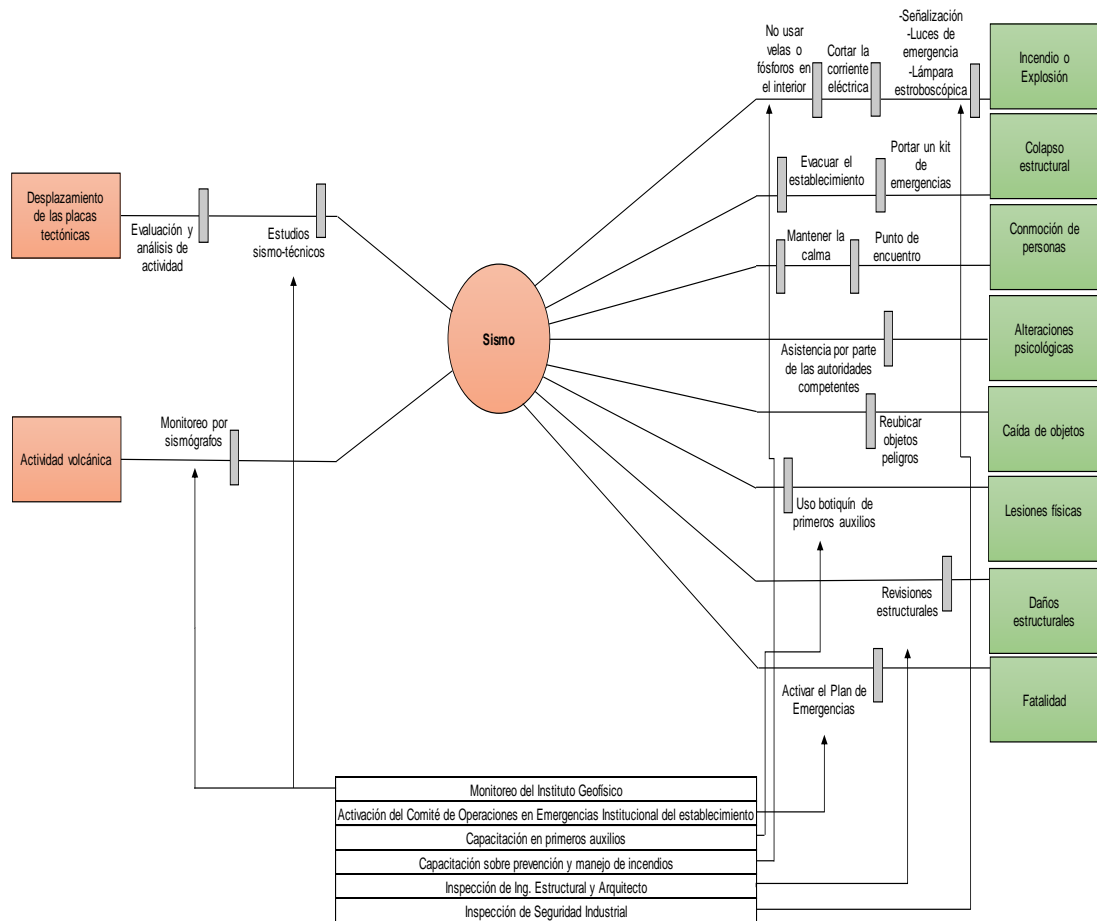 No usar
velas o
fósforos en
el interior
Cortar la
corriente
eléctrica
-Señalización
-Luces de
emergencia
-Lámpara
estroboscópica
Incendio o
Explosión
Evacuar el
establecimiento
Portar un kit
de
emergencias
Colapso
estructural
Desplazamiento
de las placas
tectónicas
Evaluación y
análisis de
actividad
Estudios
sismo-técnicos
Mantener la
calma
Punto de
encuentro
Conmoción de
personas
Sismo
Asistencia por parte
de las autoridades
competentes
Alteraciones
psicológicas
Monitoreo por
sismógrafos
Actividad volcánica
Reubicar
objetos
peligros
Caída de objetos
Uso botiquín de
primeros auxilios
Lesiones físicas
Revisiones
estructurales
Daños
estructurales
Activar el Plan de
Emergencias
Fatalidad
Monitoreo del Instituto Geofísico
Activación del Comité de Operaciones en Emergencias Institucional del establecimiento
Capacitación en primeros auxilios
Capacitación sobre prevención y manejo de incendios
Inspección de Ing. Estructural y Arquitecto
Inspección de Seguridad Industrial